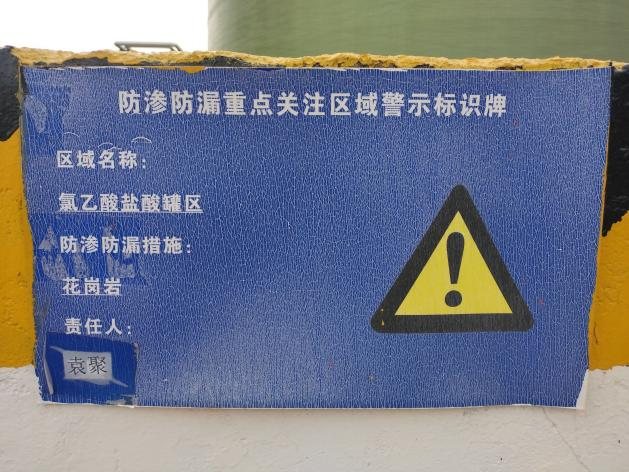 防渗防漏重点关注区域警示标识牌
区域名称：
氯乙酸盐酸罐区
防渗防漏措施：
花岗岩
责任人：
袁聚